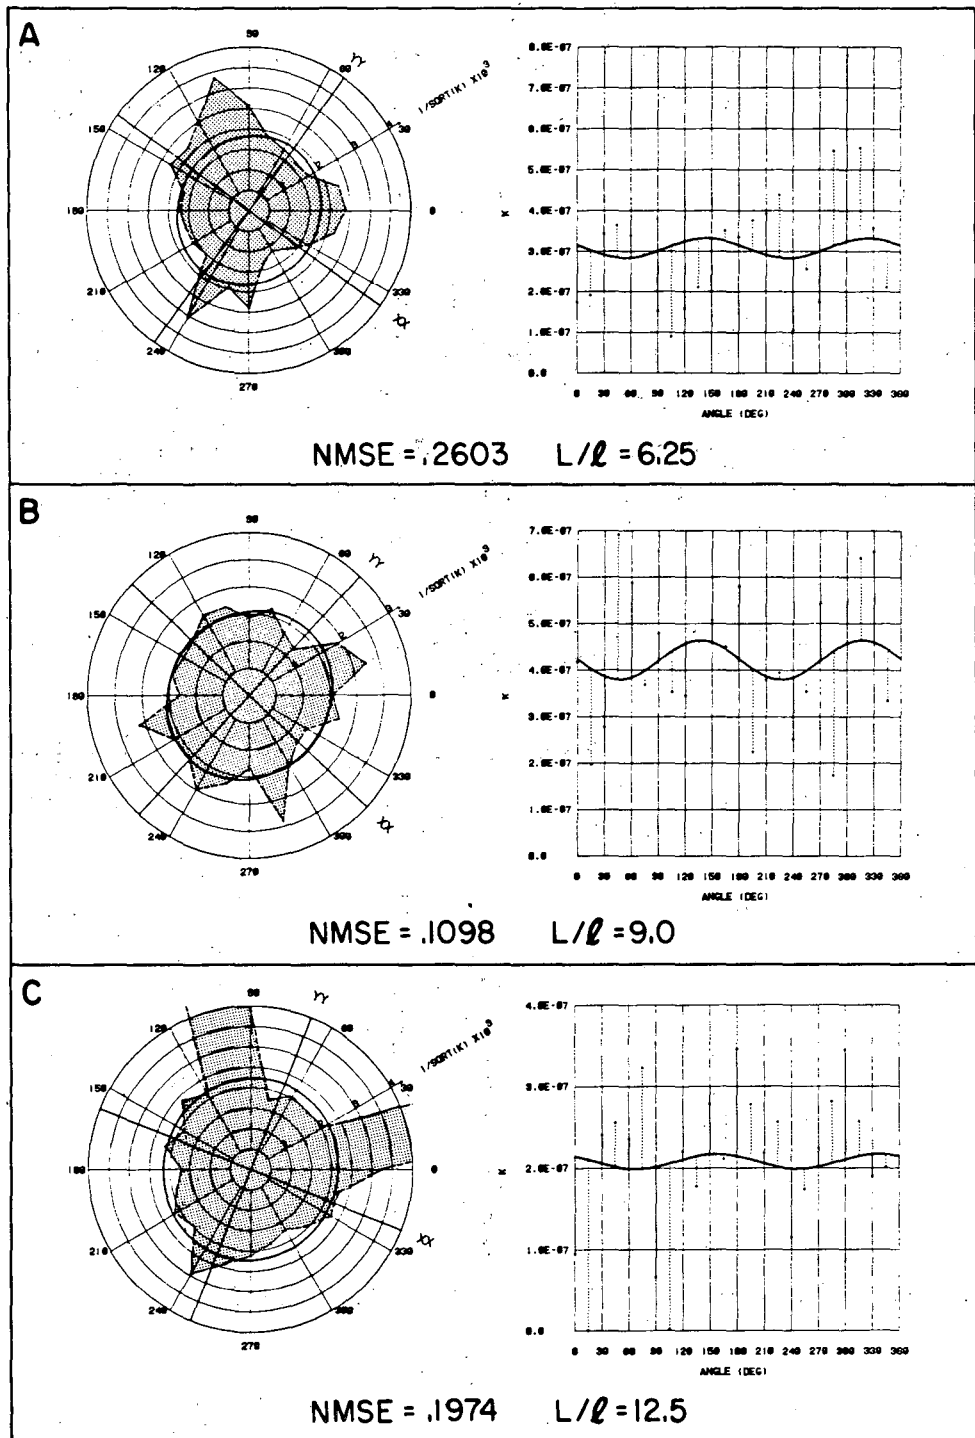 A
90
120
60
150
30
180
0
210
330
240
300
270
1/SQRT(K) X10³
8.0E-07
7.0E-07
6.0E-07
5.0E-07
4.0E-07
3.0E-07
2.0E-07
1.0E-07
0.0
K
0 30 60 90 120 150 180 210 240 270 300 330 360
ANGLE (DEG)
NMSE = .2603 L/ℓ = 6.25
B
90
120
60
150
30
180
0
210
330
240
300
270
1/SQRT(K) X10³
7.0E-07
6.0E-07
5.0E-07
4.0E-07
3.0E-07
2.0E-07
1.0E-07
0.0
K
0 30 60 90 120 150 180 210 240 270 300 330 360
ANGLE (DEG)
NMSE = .1098 L/ℓ = 9.0
C
90
120
60
150
30
180
0
210
330
240
300
270
1/SQRT(K) X10³
4.0E-07
3.0E-07
2.0E-07
1.0E-07
0.0
K
0 30 60 90 120 150 180 210 240 270 300 330 360
ANGLE (DEG)
NMSE = .1974 L/ℓ = 12.5